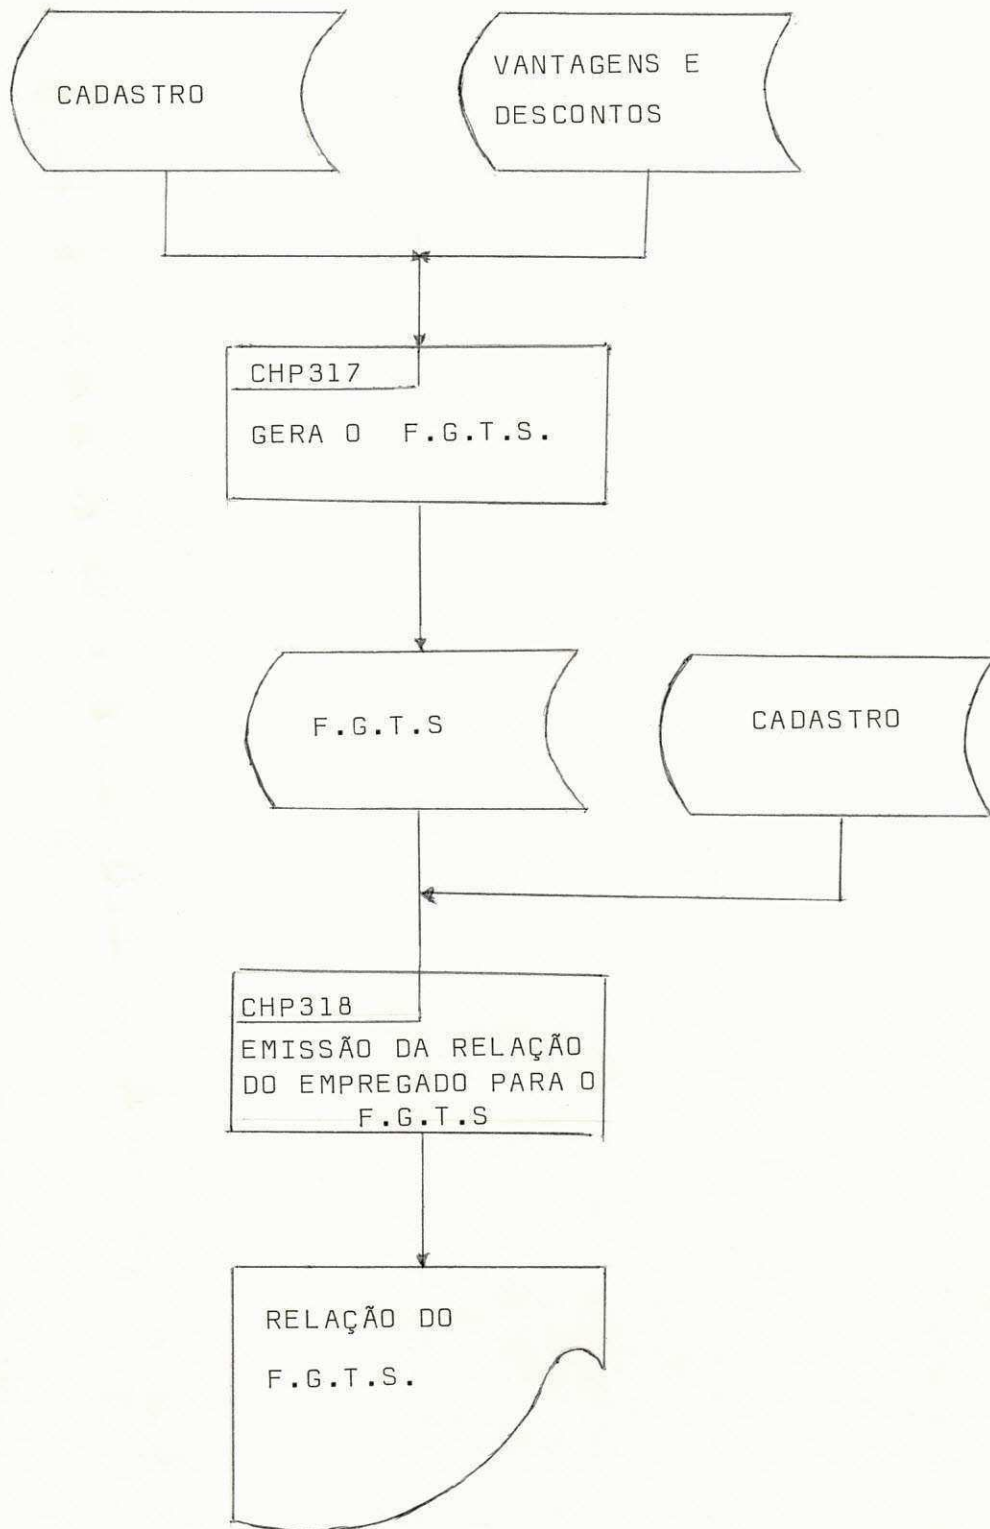 CADASTRO
VANTAGENS E
DESCONTOS
CHP317
GERA O F.G.T.S.
F.G.T.S
CADASTRO
CHP318
EMISSÃO DA RELAÇÃO
DO EMPREGADO PARA O
F.G.T.S
RELAÇÃO DO
F.G.T.S.